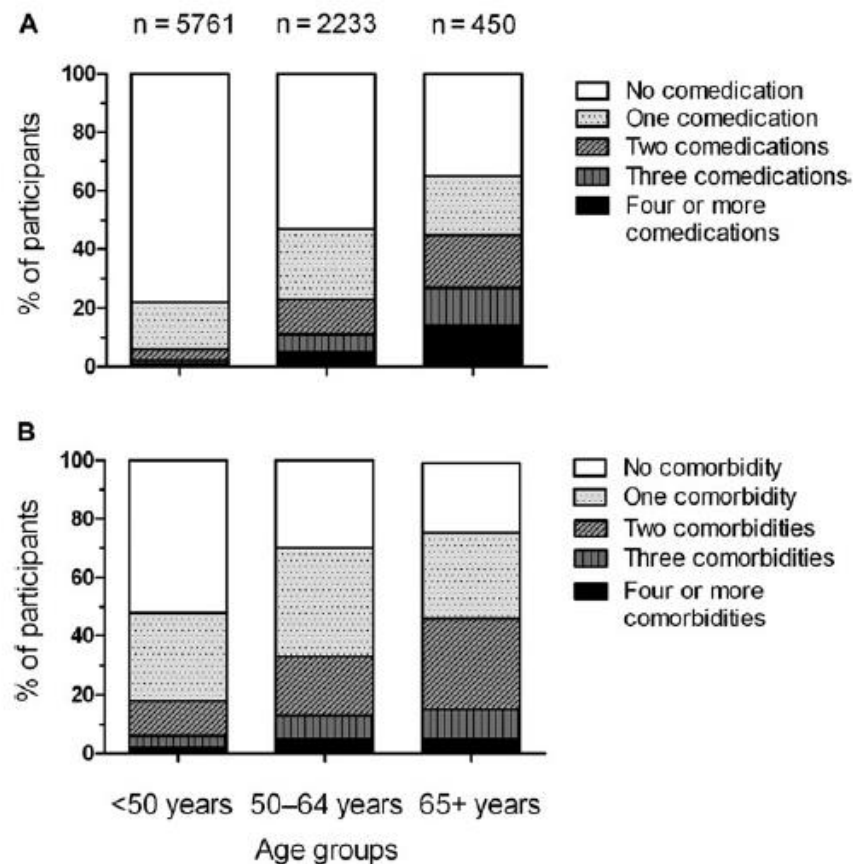 A
n = 5761 n = 2233 n = 450
% of participants
100
80
60
40
20
0
No comedication
One comedication
Two comedications
Three comedications.
Four or more
comedications
B
% of participants
100
80
60
40
20
0
No comorbidity
One comorbidity
Two comorbidities
Three comorbidities
Four or more
comorbidities
<50 years 50–64 years 65+ years
Age groups